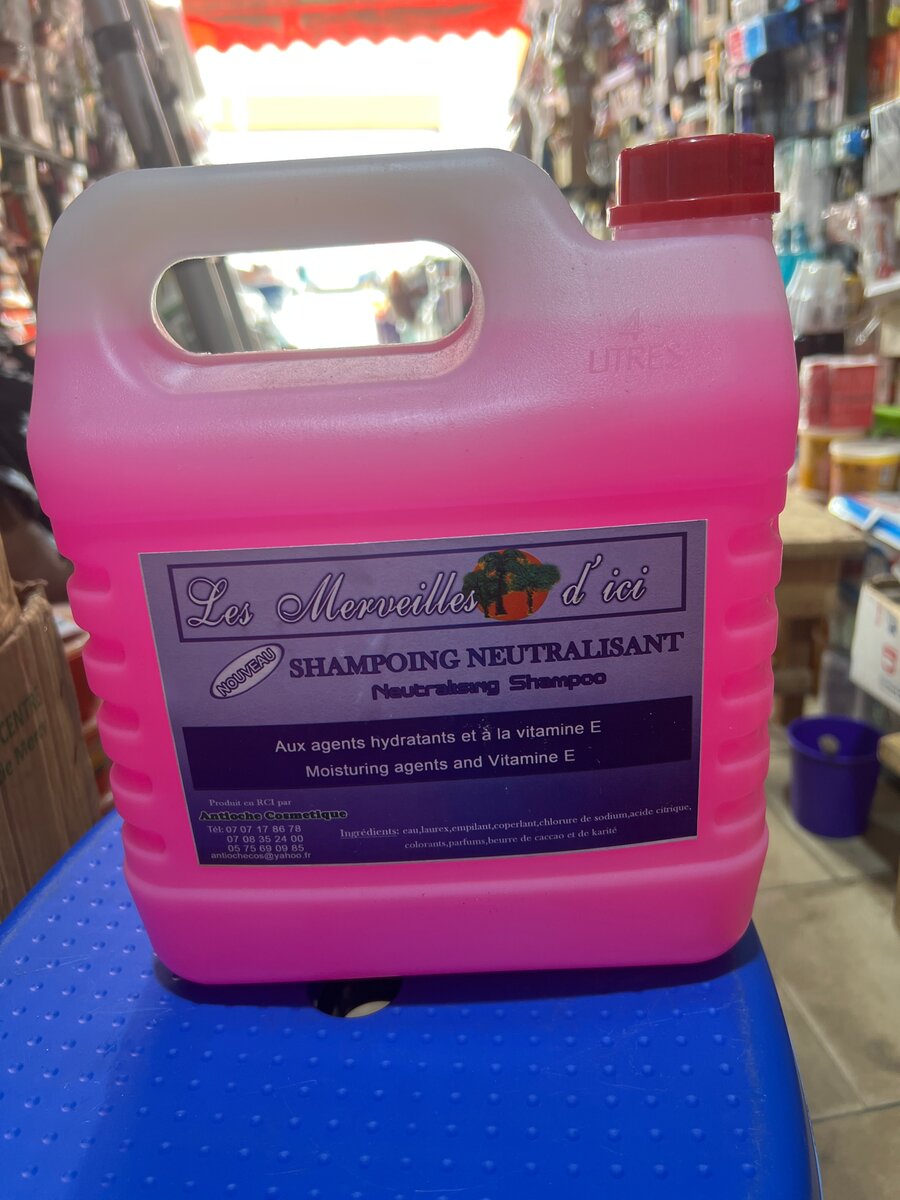 4
LITRES
Les Merveilles d'ici
NOUVEAU
SHAMPOING NEUTRALISANT
Neutralising Shampoo
Aux agents hydratants et à la vitamine E
Moisturing agents and Vitamine E
Produit en RCI par
Antioche Cosmetique
Tél: 07 07 17 86 78
07 08 35 24 00
05 75 69 09 85
antiochecos@yahoo.fr
Ingrédients: eau,laurex,empilant,coperlant,chlorure de sodium,acide citrique,
colorants,parfums,beurre de caccao et de karité